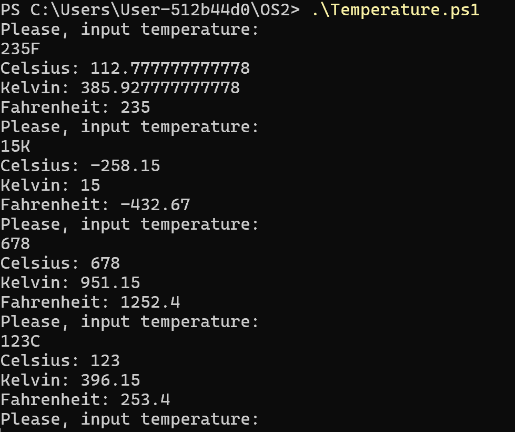 PS C:\Users\User-512b44d0\OS2> .\Temperature.ps1
Please, input temperature:
235F
Celsius: 112.777777777778
Kelvin: 385.927777777778
Fahrenheit: 235
Please, input temperature:
15K
Celsius: -258.15
Kelvin: 15
Fahrenheit: -432.67
Please, input temperature:
678
Celsius: 678
Kelvin: 951.15
Fahrenheit: 1252.4
Please, input temperature:
123C
Celsius: 123
Kelvin: 396.15
Fahrenheit: 253.4
Please, input temperature: